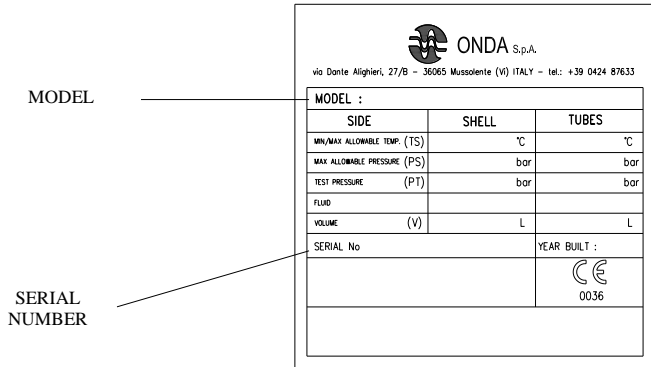 ONDA S.p.A.
via Dante Alighieri, 27/B - 36065 Mussolente (Vi) ITALY - tel.: +39 0424 87633
MODEL
MODEL :
SIDE SHELL TUBES
MIN/MAX ALLOWABLE TEMP. (TS) °C °C
MAX ALLOWABLE PRESSURE (PS) bar bar
TEST PRESSURE (PT) bar bar
FLUID
VOLUME (V) L L
SERIAL No YEAR BUILT :
CE
0036
SERIAL
NUMBER